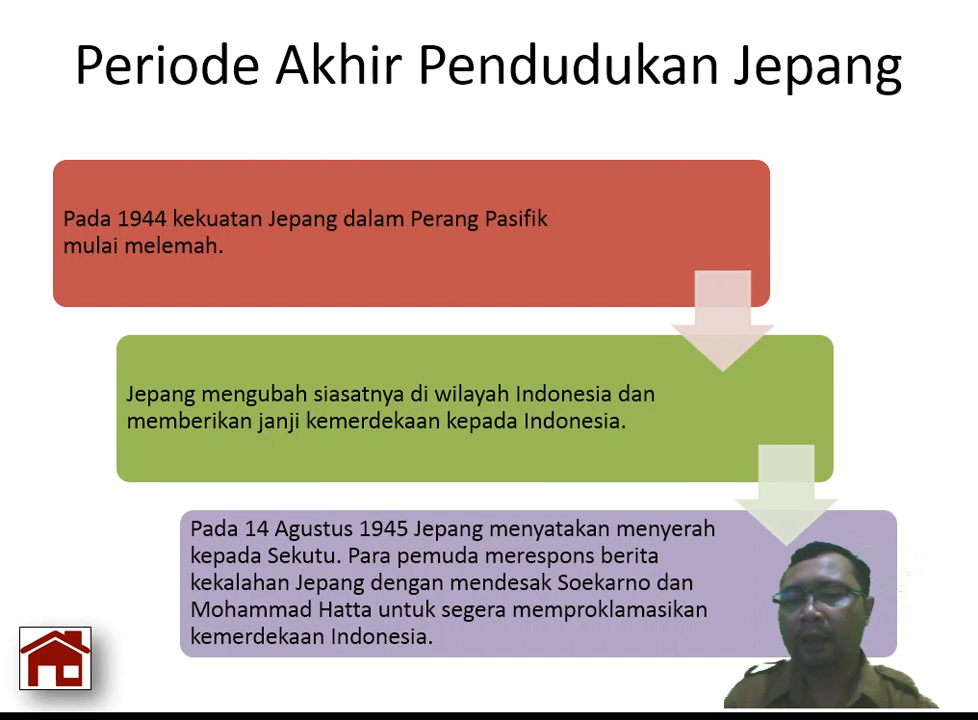 Periode Akhir Pendudukan Jepang
Pada 1944 kekuatan Jepang dalam Perang Pasifik
mulai melemah.
Jepang mengubah siasatnya di wilayah Indonesia dan
memberikan janji kemerdekaan kepada Indonesia.
Pada 14 Agustus 1945 Jepang menyatakan menyerah
kepada Sekutu. Para pemuda merespons berita
kekalahan Jepang dengan mendesak Soekarno dan
Mohammad Hatta untuk segera memproklamasikan
kemerdekaan Indonesia.